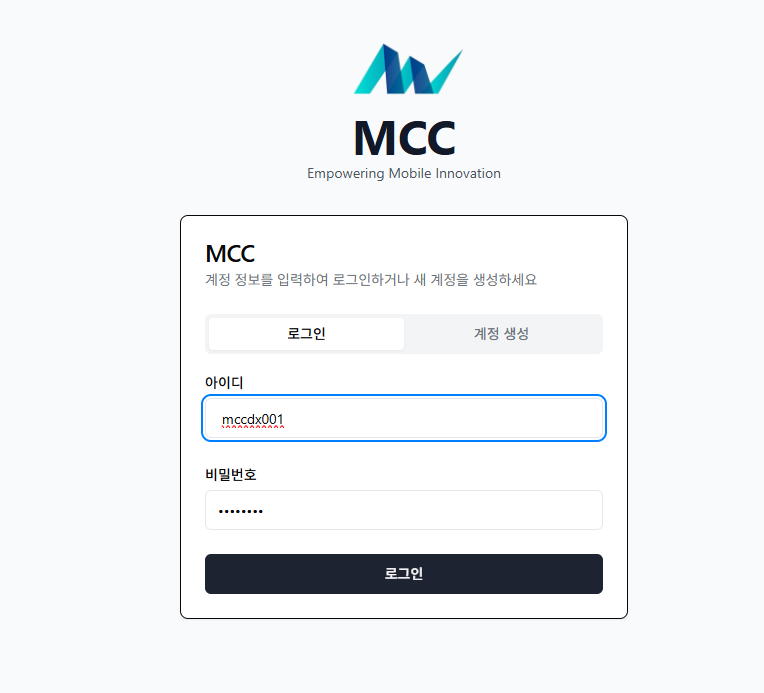 MCC
Empowering Mobile Innovation
MCC
계정 정보를 입력하여 로그인하거나 새 계정을 생성하세요
로그인 계정 생성
아이디
mccdx001
비밀번호
••••••••
로그인